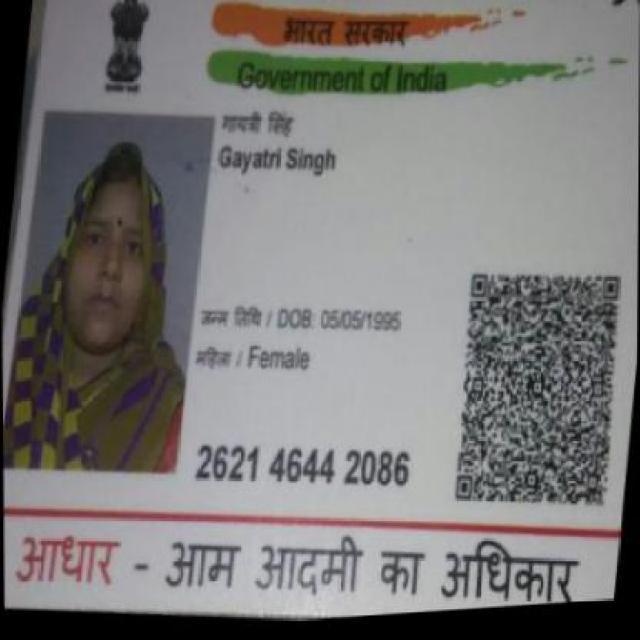 भारत सरकार
Government of India
गायत्री सिंह
Gayatri Singh
जन्म तिथि / DOB: 05/05/1995
महिला / Female
2621 4644 2086
आधार - आम आदमी का अधिकार